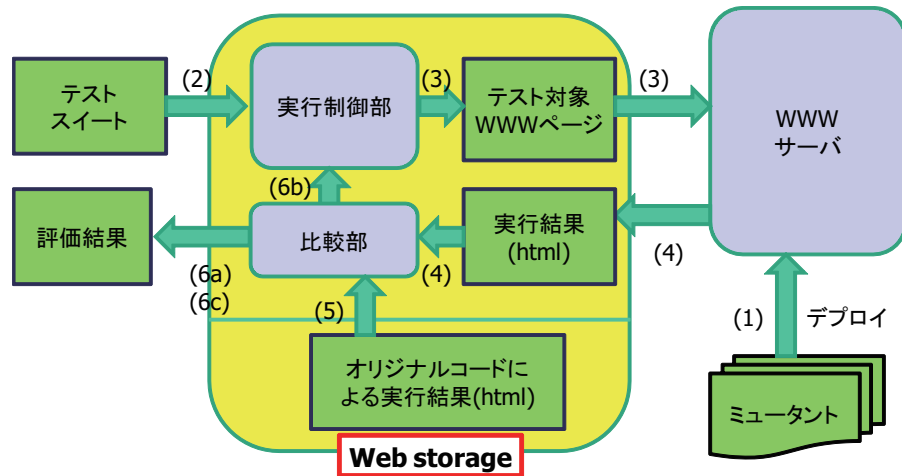 テスト
スイート
(2)
実行制御部
(3)
テスト対象
WWWページ
(3)
WWW
サーバ
評価結果
(6a)
(6c)
(6b)
比較部
(4)
実行結果
(html)
(4)
(5)
オリジナルコードに
よる実行結果(html)
(1)
デプロイ
ミュータント
Web storage